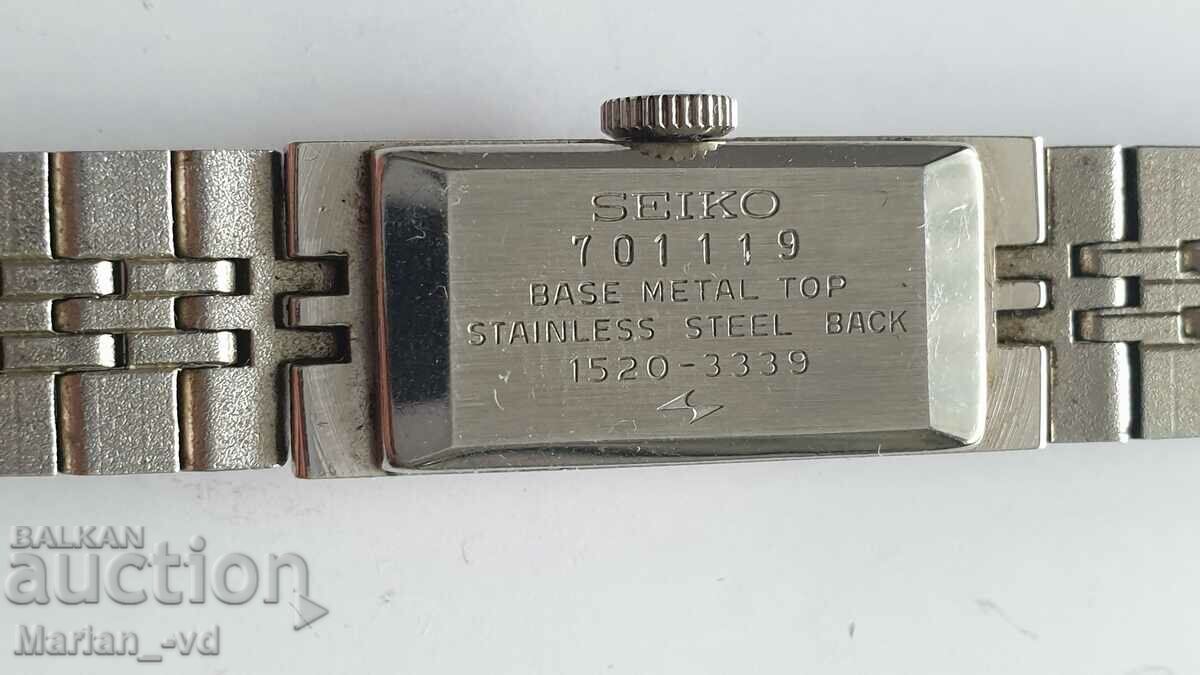 SEIKO
701119
BASE METAL TOP
STAINLESS STEEL BACK
1520-3339
BALKAN
auction
Marian_-vd